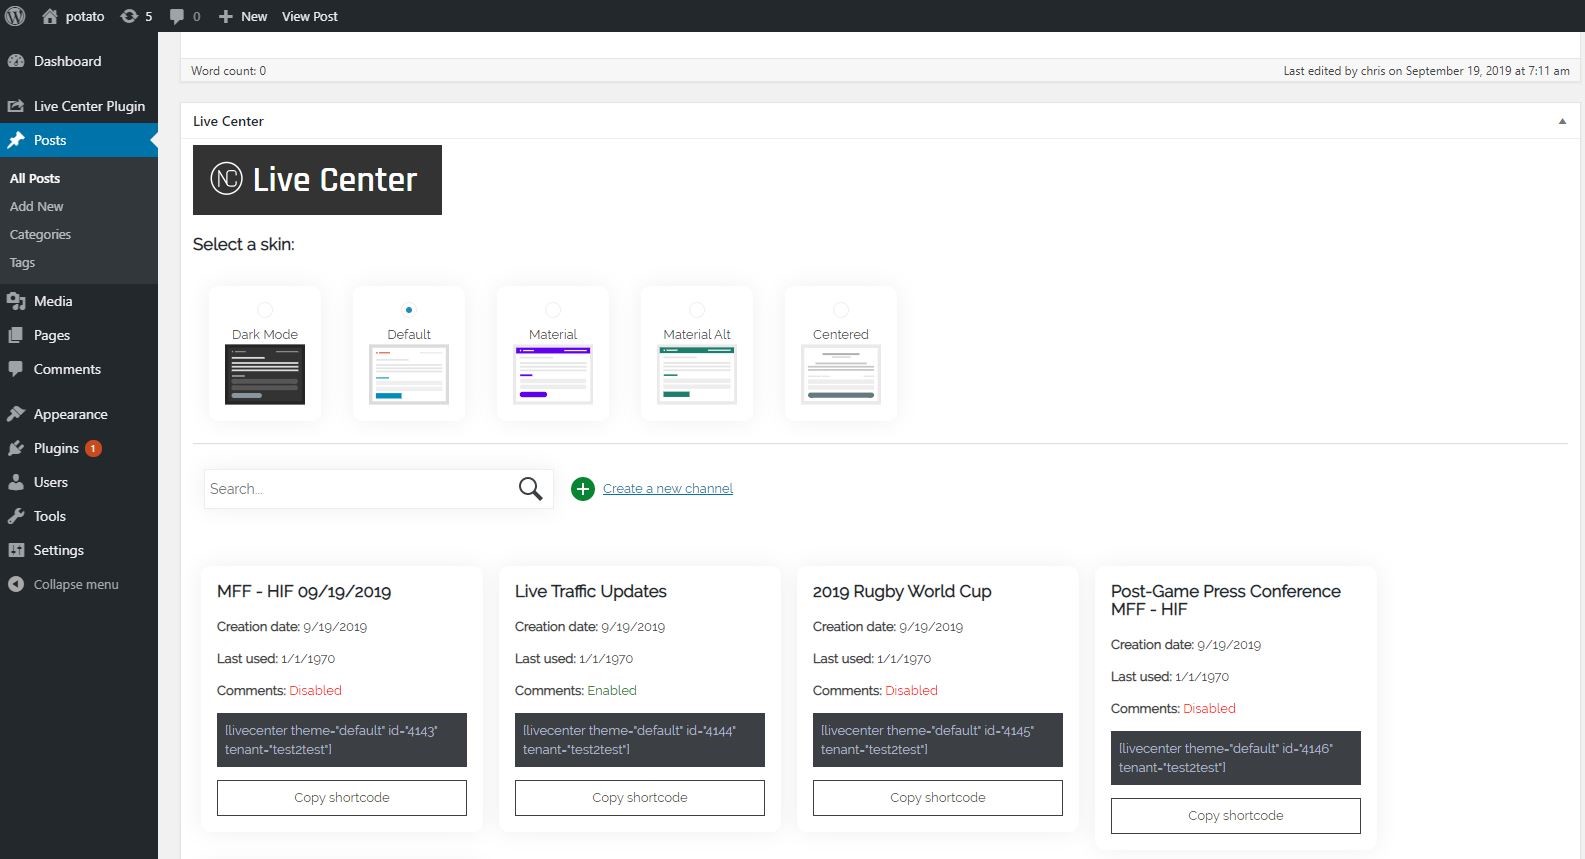 potato 5 0 New View Post
Dashboard
Live Center Plugin
Posts
All Posts
Add New
Categories
Tags
Media
Pages
Comments
Appearance
Plugins 1
Users
Tools
Settings
Collapse menu
Word count: 0
Last edited by chris on September 19, 2019 at 7:11 am
Live Center
NC Live Center
Select a skin:
Dark Mode
Default
Material
Material Alt
Centered
Search...
Create a new channel
MFF - HIF 09/19/2019
Creation date: 9/19/2019
Last used: 1/1/1970
Comments: Disabled
[livecenter theme="default" id="4143"
tenant="test2test"]
Copy shortcode
Live Traffic Updates
Creation date: 9/19/2019
Last used: 1/1/1970
Comments: Enabled
[livecenter theme="default" id="4144"
tenant="test2test"]
Copy shortcode
2019 Rugby World Cup
Creation date: 9/19/2019
Last used: 1/1/1970
Comments: Disabled
[livecenter theme="default" id="4145"
tenant="test2test"]
Copy shortcode
Post-Game Press Conference
MFF - HIF
Creation date: 9/19/2019
Last used: 1/1/1970
Comments: Disabled
[livecenter theme="default" id="4146"
tenant="test2test"]
Copy shortcode